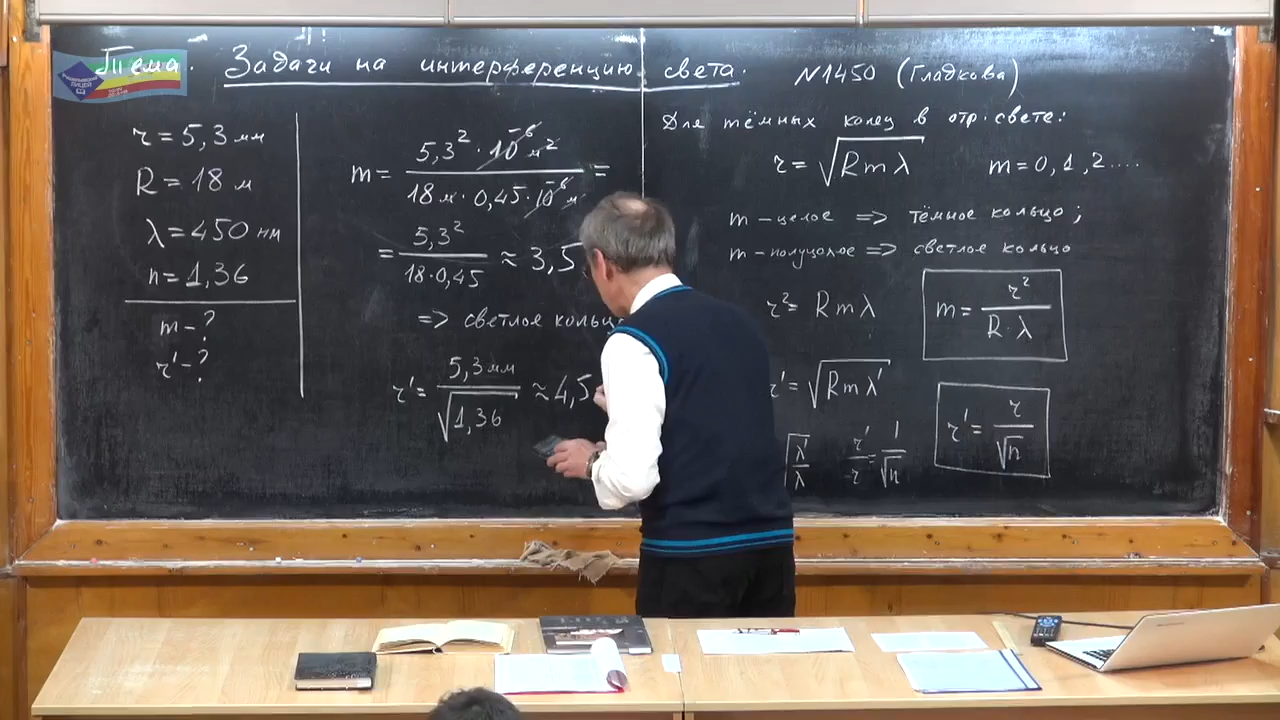 Тема. Задачи на интерференцию света. №1450 (Гладкова)
r = 5,3 мм
R = 18 м
λ = 450 нм
n = 1,36
m - ?
r' - ?
m = 5,3² · 10⁻⁶ м² / 18 м · 0,45 · 10⁻⁶ м =
= 5,3² / 18 · 0,45 ≈ 3,5
=> светлое кольцо
r' = 5,3 мм / √1,36 ≈ 4,5
Для тёмных колец в отр. свете:
r = √Rmλ m = 0, 1, 2....
m - целое => тёмное кольцо;
m - полуцелое => светлое кольцо
r² = Rmλ
m = r² / R · λ
r' = √Rmλ'
r' = r / √n
r'/r = 1/√n